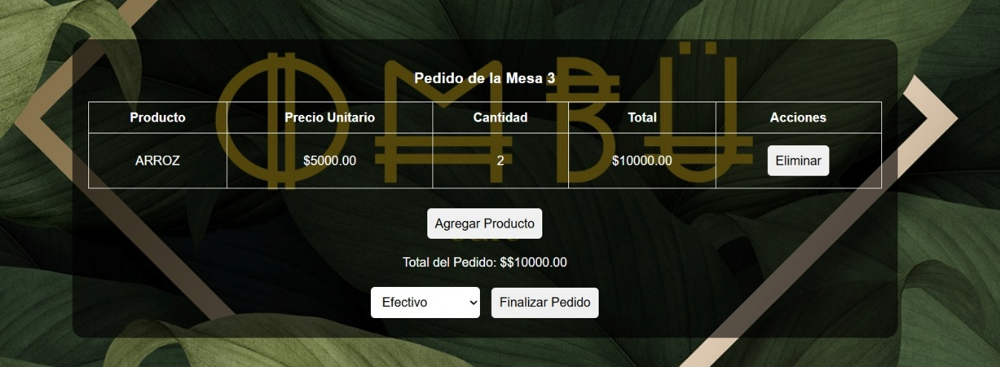 OMBÜ
Pedido de la Mesa 3
Producto Precio Unitario Cantidad Total Acciones
ARROZ $5000.00 2 $10000.00 Eliminar
Agregar Producto
Total del Pedido: $$10000.00
Efectivo Finalizar Pedido